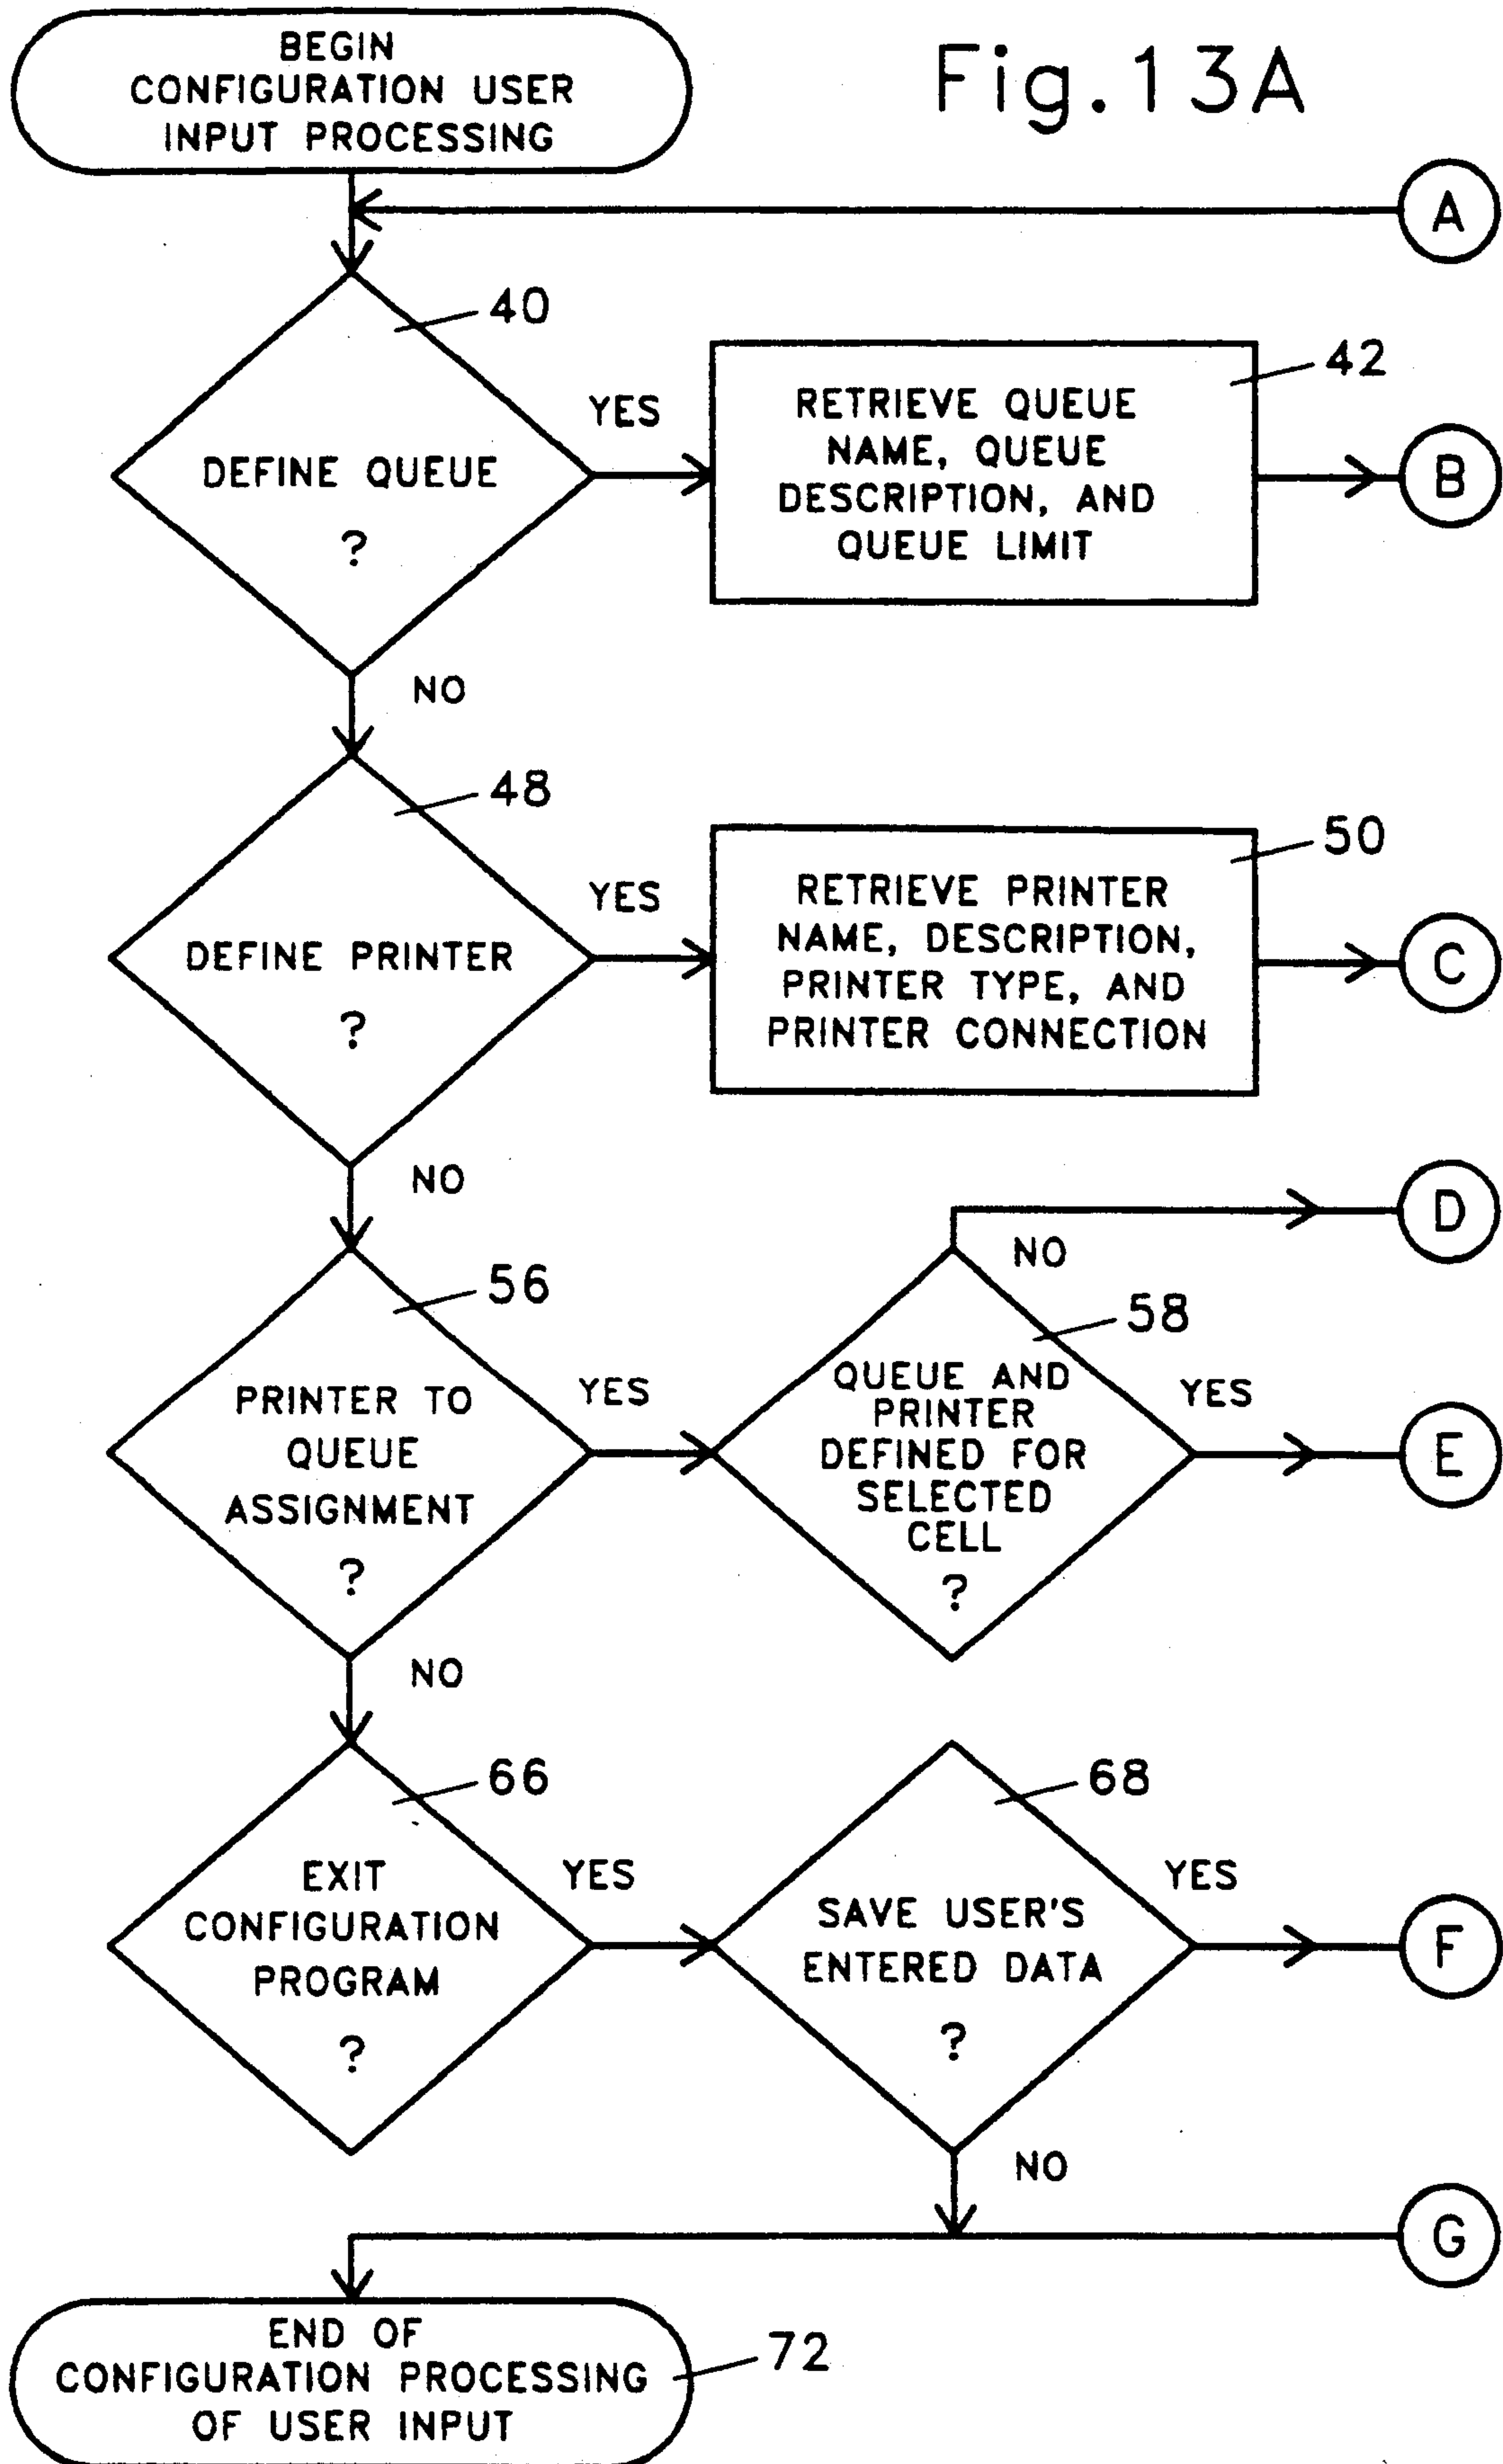 Fig.13A
BEGIN
CONFIGURATION USER
INPUT PROCESSING
A
40
DEFINE QUEUE
?
YES
42
RETRIEVE QUEUE
NAME, QUEUE
DESCRIPTION, AND
QUEUE LIMIT
B
NO
48
DEFINE PRINTER
?
YES
50
RETRIEVE PRINTER
NAME, DESCRIPTION,
PRINTER TYPE, AND
PRINTER CONNECTION
C
NO
56
PRINTER TO
QUEUE
ASSIGNMENT
?
YES
D
NO
58
QUEUE AND
PRINTER
DEFINED FOR
SELECTED
CELL
?
YES
E
NO
66
EXIT
CONFIGURATION
PROGRAM
?
YES
68
SAVE USER'S
ENTERED DATA
?
YES
F
NO
G
END OF
CONFIGURATION PROCESSING
OF USER INPUT
72